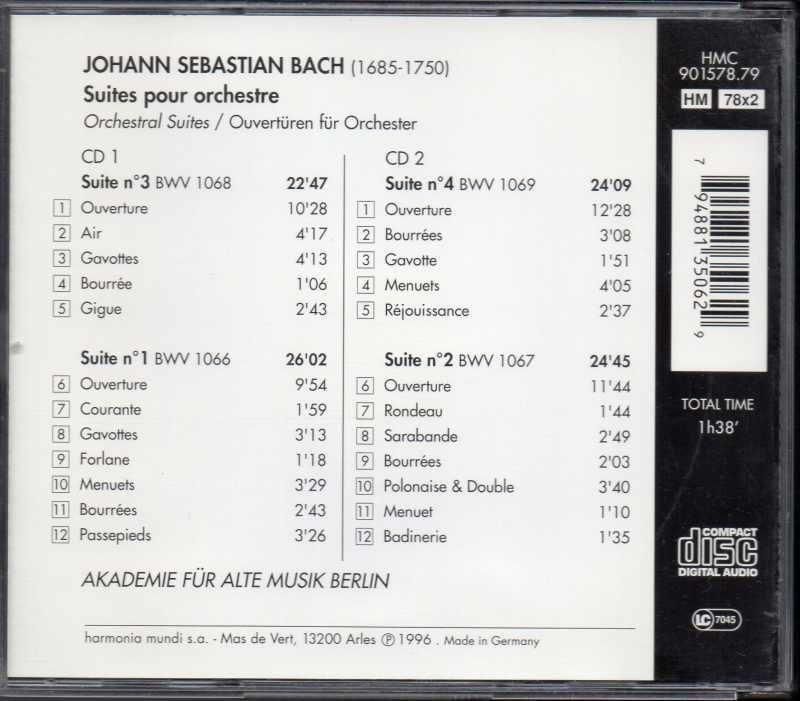 JOHANN SEBASTIAN BACH (1685-1750)
Suites pour orchestre
Orchestral Suites / Ouvertüren für Orchester
CD 1
Suite n°3 BWV 1068 22'47
1 Ouverture 10'28
2 Air 4'17
3 Gavottes 4'13
4 Bourrée 1'06
5 Gigue 2'43
Suite n°1 BWV 1066 26'02
6 Ouverture 9'54
7 Courante 1'59
8 Gavottes 3'13
9 Forlane 1'18
10 Menuets 3'29
11 Bourrées 2'43
12 Passepieds 3'26
CD 2
Suite n°4 BWV 1069 24'09
1 Ouverture 12'28
2 Bourrées 3'08
3 Gavotte 1'51
4 Menuets 4'05
5 Réjouissance 2'37
Suite n°2 BWV 1067 24'45
6 Ouverture 11'44
7 Rondeau 1'44
8 Sarabande 2'49
9 Bourrées 2'03
10 Polonaise & Double 3'40
11 Menuet 1'10
12 Badinerie 1'35
AKADEMIE FÜR ALTE MUSIK BERLIN
harmonia mundi s.a. - Mas de Vert, 13200 Arles ℗ 1996 . Made in Germany
HMC
901578.79
HM 78x2
7 94881 35062 9
TOTAL TIME
1h38'
COMPACT
disc
DIGITAL AUDIO
LC 7045